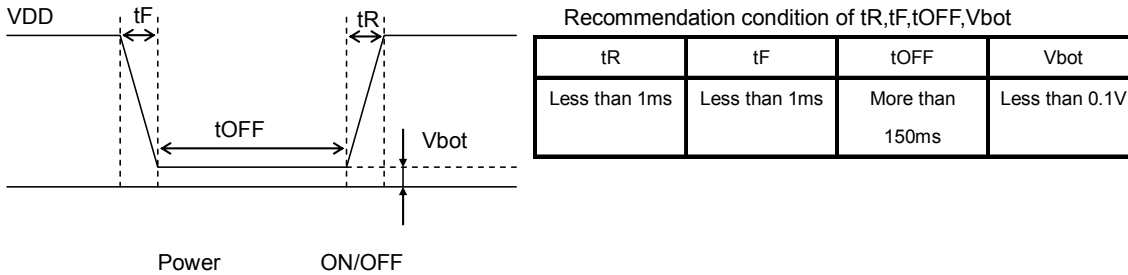 VDD
tF
tR
tOFF
Vbot
Power ON/OFF
Recommendation condition of tR,tF,tOFF,Vbot
tR tF tOFF Vbot
Less than 1ms Less than 1ms More than 150ms Less than 0.1V